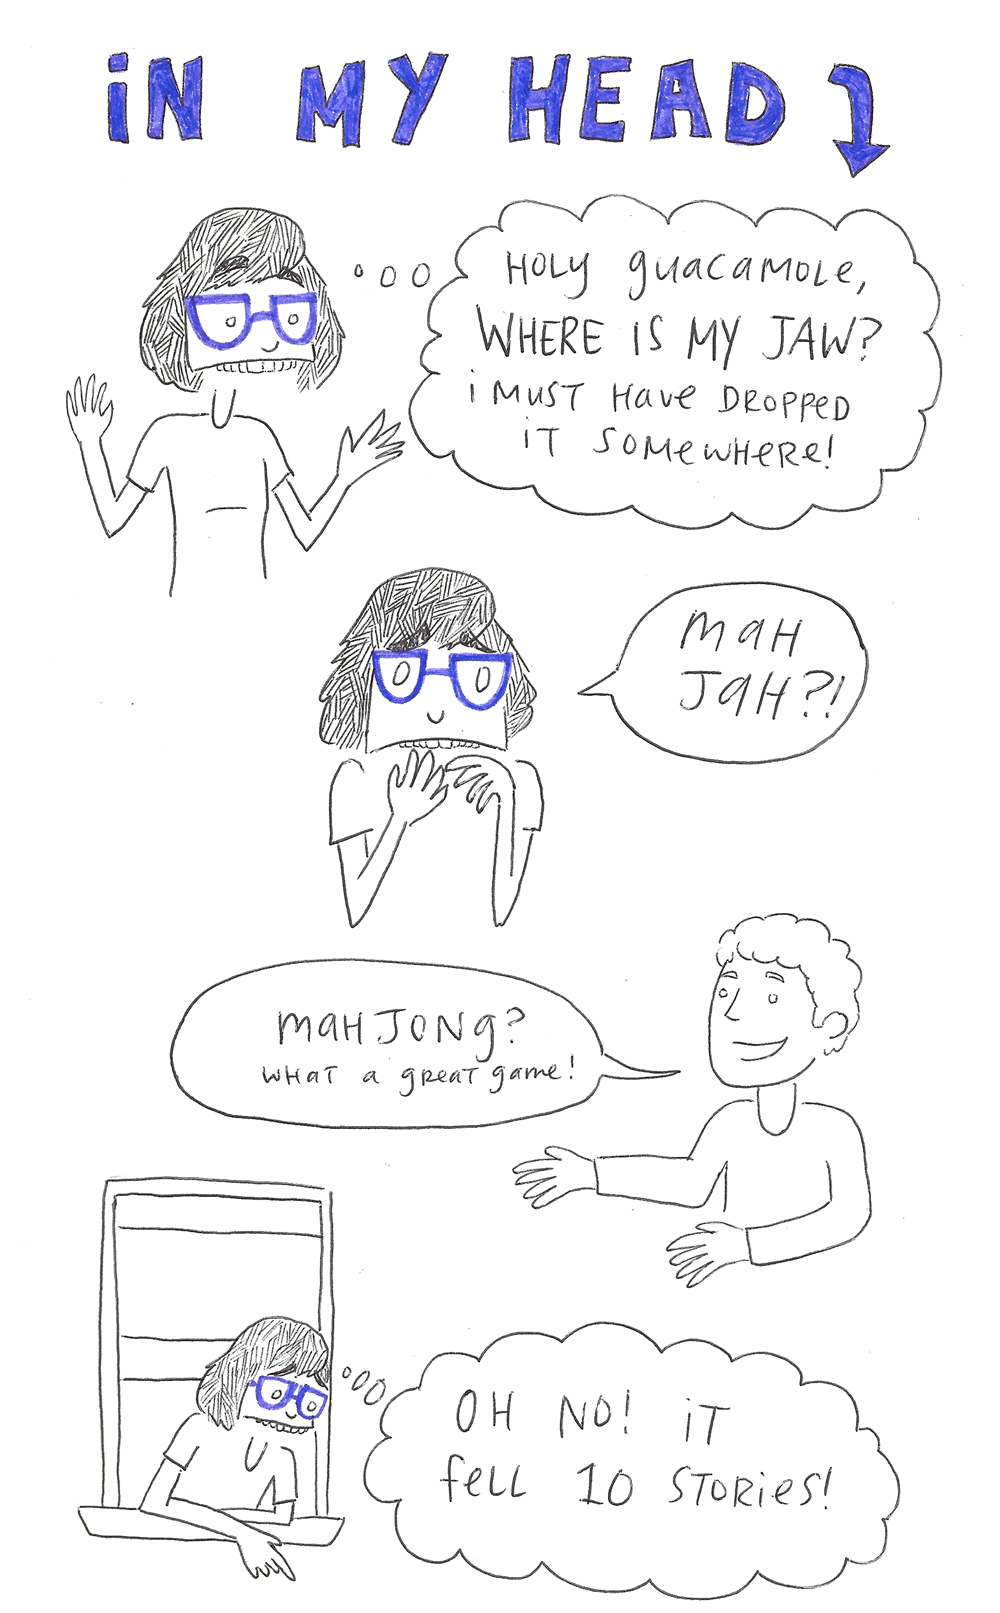 iN MY HEAD
HOLY guacaMOLe,
WHERE IS MY JAW?
i MUST Have DROPPeD
iT SOMeWHeRe!
MaH
JaH?!
MaHJONg?
WHaT a gReaT game!
OH NO! iT
feLL 10 STORieS!